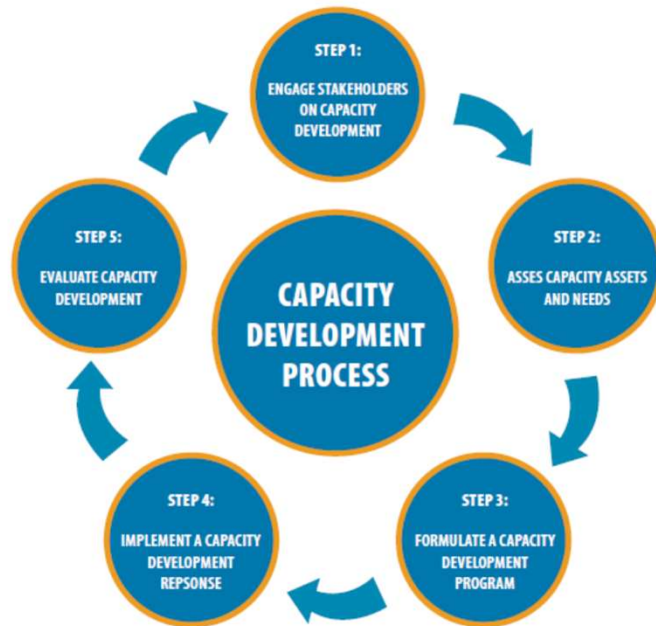 STEP 1:
ENGAGE STAKEHOLDERS
ON CAPACITY
DEVELOPMENT
STEP 2:
ASSES CAPACITY ASSETS
AND NEEDS
STEP 3:
FORMULATE A CAPACITY
DEVELOPMENT
PROGRAM
STEP 4:
IMPLEMENT A CAPACITY
DEVELOPMENT
REPSONSE
STEP 5:
EVALUATE CAPACITY
DEVELOPMENT
CAPACITY
DEVELOPMENT
PROCESS